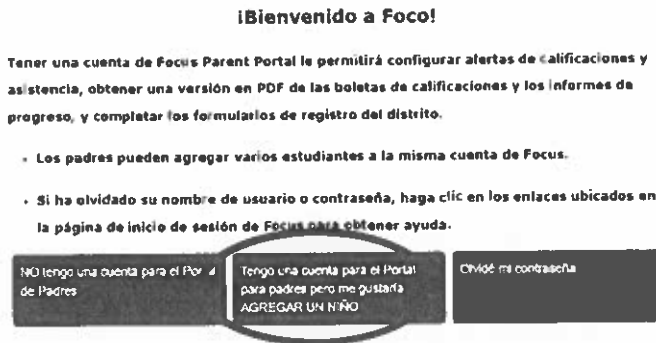 ¡Bienvenido a Foco!
Tener una cuenta de Focus Parent Portal le permitirá configurar alertas de calificaciones y
asistencia, obtener una versión en PDF de las boletas de calificaciones y los informes de
progreso, y completar los formularios de registro del distrito.
• Los padres pueden agregar varios estudiantes a la misma cuenta de Focus.
• Si ha olvidado su nombre de usuario o contraseña, haga clic en los enlaces ubicados en
la página de inicio de sesión de Focus para obtener ayuda.
NO tengo una cuenta para el Portal
de Padres
Tengo una cuenta para el Portal
para padres pero me gustaría
AGREGAR UN NIÑO
Olvidé mi contraseña